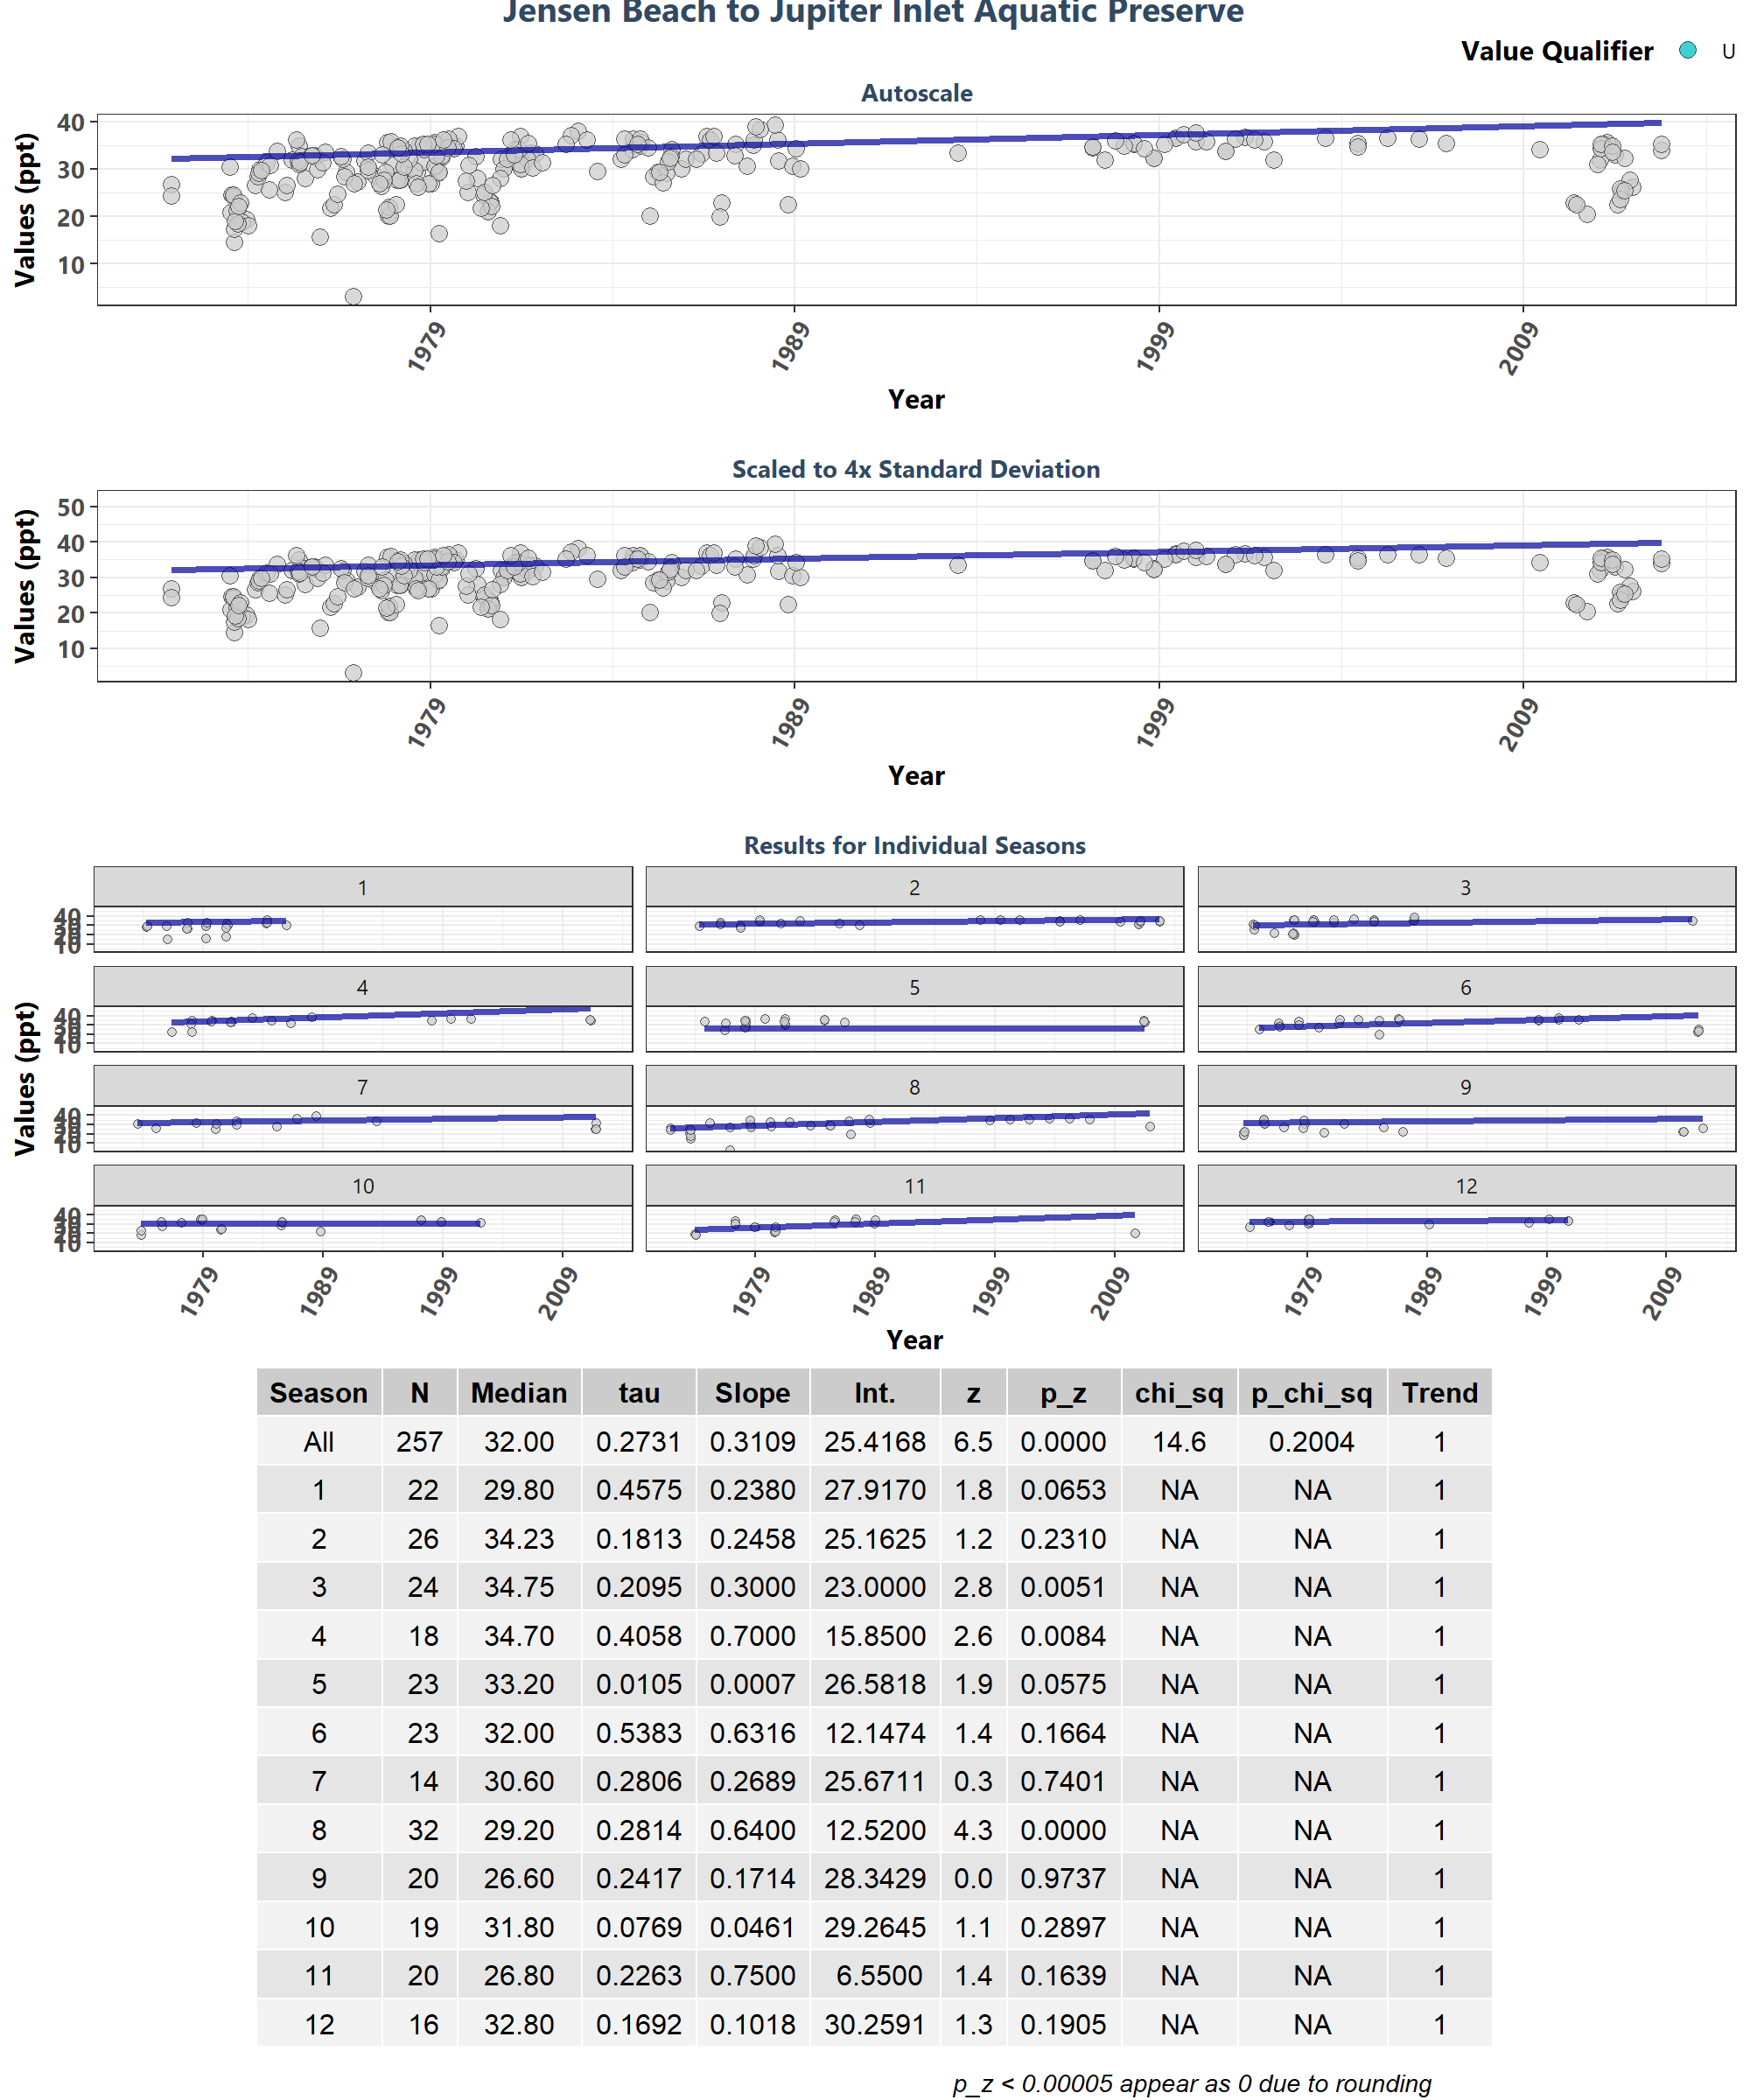 Jensen Beach to Jupiter Inlet Aquatic Preserve
Value Qualifier U
Autoscale
Values (ppt)
40
30
20
10
1979 1989 1999 2009
Year
Scaled to 4x Standard Deviation
Values (ppt)
50
40
30
20
10
1979 1989 1999 2009
Year
Results for Individual Seasons
Values (ppt)
1 2 3
40
30
20
10
4 5 6
40
30
20
10
7 8 9
40
30
20
10
10 11 12
40
30
20
10
1979 1989 1999 2009 1979 1989 1999 2009 1979 1989 1999 2009
Year
Season N Median tau Slope Int. z p_z chi_sq p_chi_sq Trend
All 257 32.00 0.2731 0.3109 25.4168 6.5 0.0000 14.6 0.2004 1
1 22 29.80 0.4575 0.2380 27.9170 1.8 0.0653 NA NA 1
2 26 34.23 0.1813 0.2458 25.1625 1.2 0.2310 NA NA 1
3 24 34.75 0.2095 0.3000 23.0000 2.8 0.0051 NA NA 1
4 18 34.70 0.4058 0.7000 15.8500 2.6 0.0084 NA NA 1
5 23 33.20 0.0105 0.0007 26.5818 1.9 0.0575 NA NA 1
6 23 32.00 0.5383 0.6316 12.1474 1.4 0.1664 NA NA 1
7 14 30.60 0.2806 0.2689 25.6711 0.3 0.7401 NA NA 1
8 32 29.20 0.2814 0.6400 12.5200 4.3 0.0000 NA NA 1
9 20 26.60 0.2417 0.1714 28.3429 0.0 0.9737 NA NA 1
10 19 31.80 0.0769 0.0461 29.2645 1.1 0.2897 NA NA 1
11 20 26.80 0.2263 0.7500 6.5500 1.4 0.1639 NA NA 1
12 16 32.80 0.1692 0.1018 30.2591 1.3 0.1905 NA NA 1
p_z < 0.00005 appear as 0 due to rounding